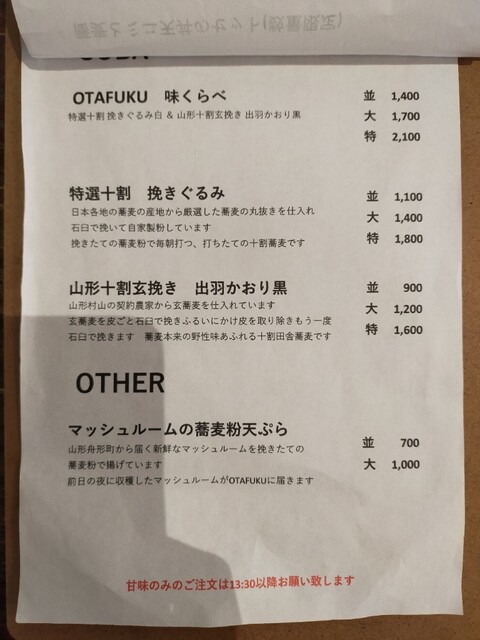 OTAFUKU 味くらべ 並 1,400
特選十割 挽きぐるみ白 & 山形十割玄挽き 出羽かおり黒 大 1,700
特 2,100
特選十割 挽きぐるみ 並 1,100
日本各地の蕎麦の産地から厳選した蕎麦の丸抜きを仕入れ 大 1,400
石臼で挽いて自家製粉しています
挽きたての蕎麦粉で毎朝打つ、打ちたての十割蕎麦です 特 1,800
山形十割玄挽き 出羽かおり黒 並 900
山形村山の契約農家から玄蕎麦を仕入れています 大 1,200
玄蕎麦を皮ごと石臼で挽きふるいにかけ皮を取り除きもう一度
石臼で挽きます 蕎麦本来の野性味あふれる十割田舎蕎麦です 特 1,600
OTHER
マッシュルームの蕎麦粉天ぷら 並 700
山形舟形町から届く新鮮なマッシュルームを挽きたての
蕎麦粉で揚げています 大 1,000
前日の夜に収穫したマッシュルームがOTAFUKUに届きます
甘味のみのご注文は13:30以降お願い致します